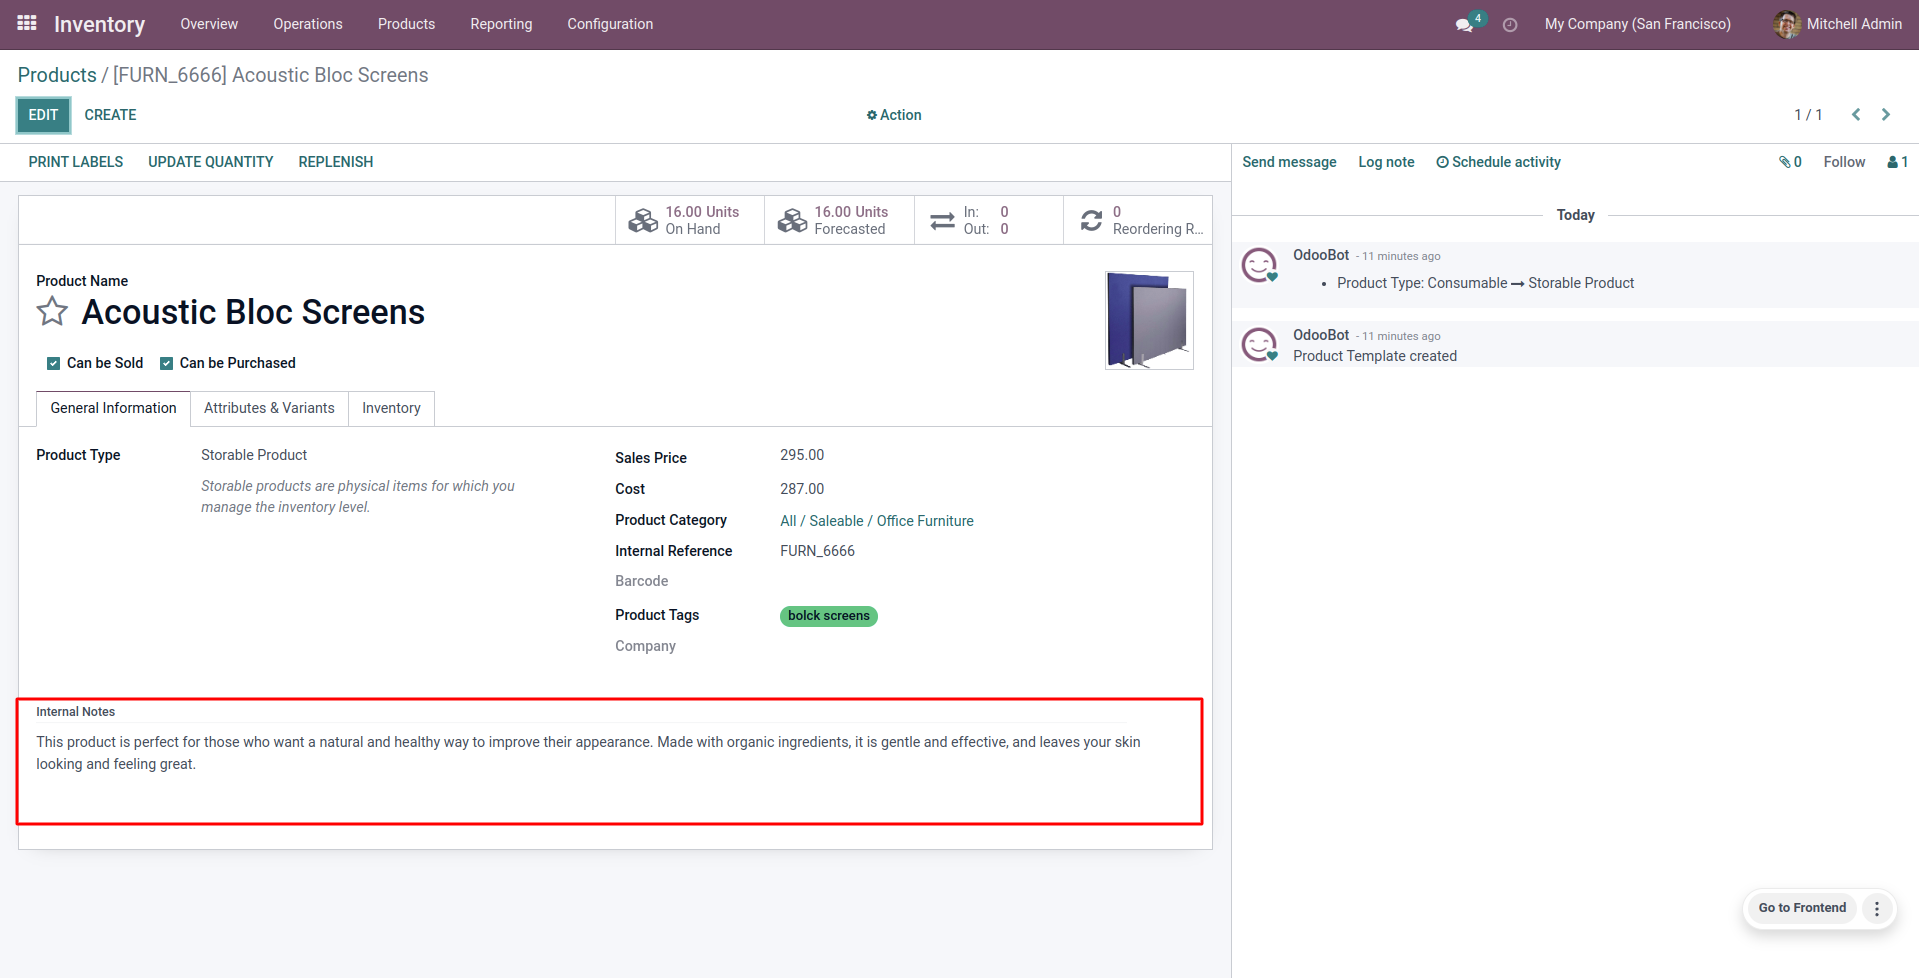 Inventory Overview Operations Products Reporting Configuration 4 My Company (San Francisco) Mitchell Admin
Products / [FURN_6666] Acoustic Bloc Screens
EDIT CREATE Action 1 / 1
PRINT LABELS UPDATE QUANTITY REPLENISH
16.00 Units
On Hand
16.00 Units
Forecasted
In: 0
Out: 0
0
Reordering R...
Product Name
Acoustic Bloc Screens
Can be Sold Can be Purchased
General Information Attributes & Variants Inventory
Product Type Storable Product
Storable products are physical items for which you
manage the inventory level.
Sales Price 295.00
Cost 287.00
Product Category All / Saleable / Office Furniture
Internal Reference FURN_6666
Barcode
Product Tags bolck screens
Company
Internal Notes
This product is perfect for those who want a natural and healthy way to improve their appearance. Made with organic ingredients, it is gentle and effective, and leaves your skin
looking and feeling great.
Send message Log note Schedule activity 0 Follow 1
Today
OdooBot - 11 minutes ago
• Product Type: Consumable → Storable Product
OdooBot - 11 minutes ago
Product Template created
Go to Frontend